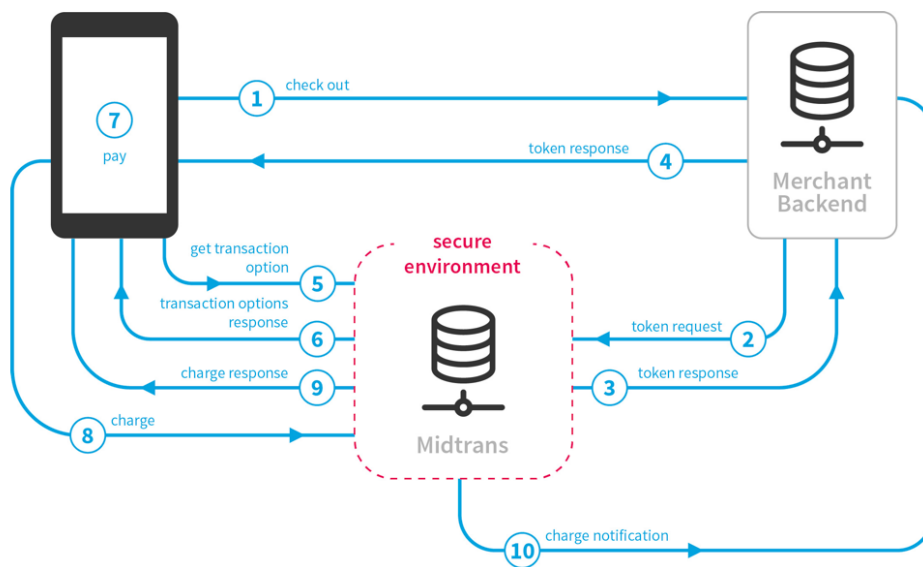 1
check out
7
pay
token response
4
Merchant
Backend
secure
environment
get transaction
option
5
transaction options
response
6
token request
2
charge response
9
3
token response
8
charge
Midtrans
10
charge notification